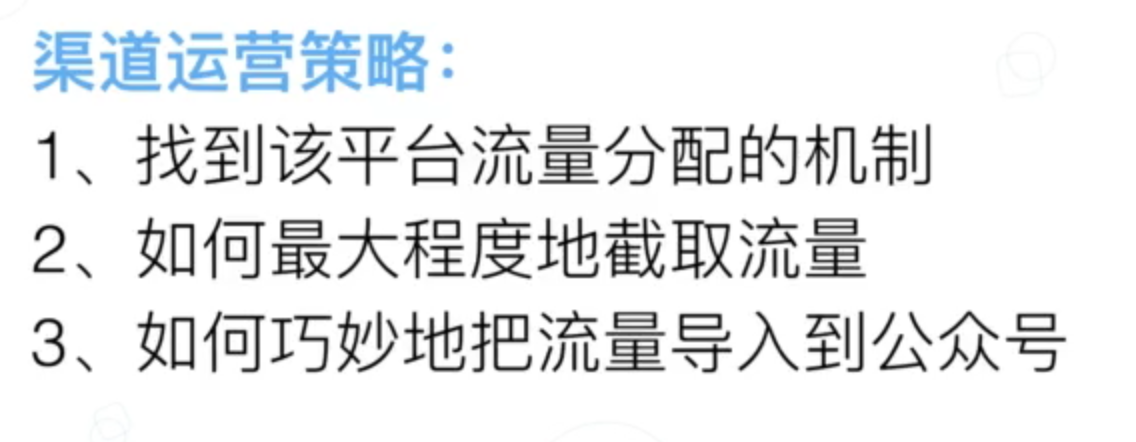 渠道运营策略：
1、找到该平台流量分配的机制
2、如何最大程度地截取流量
3、如何巧妙地把流量导入到公众号